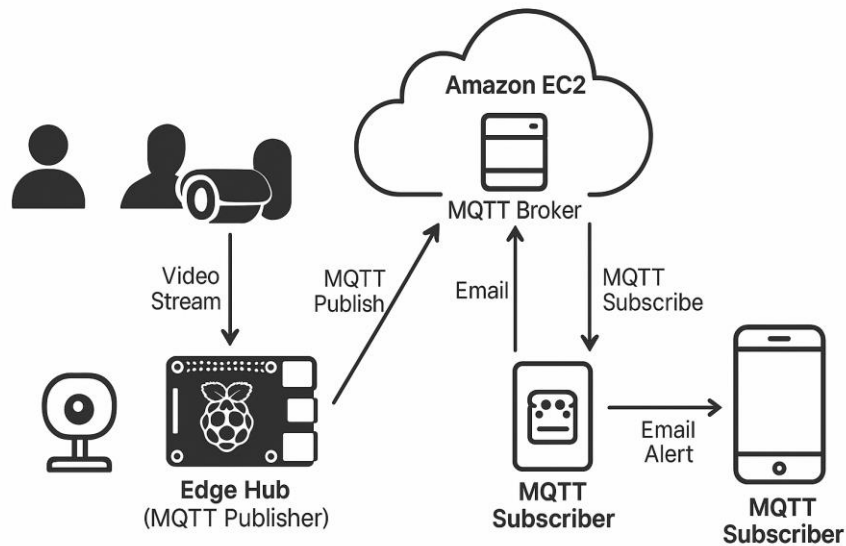 Amazon EC2
MQTT Broker
Video
Stream
MQTT
Publish
Email
MQTT
Subscribe
Edge Hub
(MQTT Publisher)
MQTT
Subscriber
Email
Alert
MQTT
Subscriber